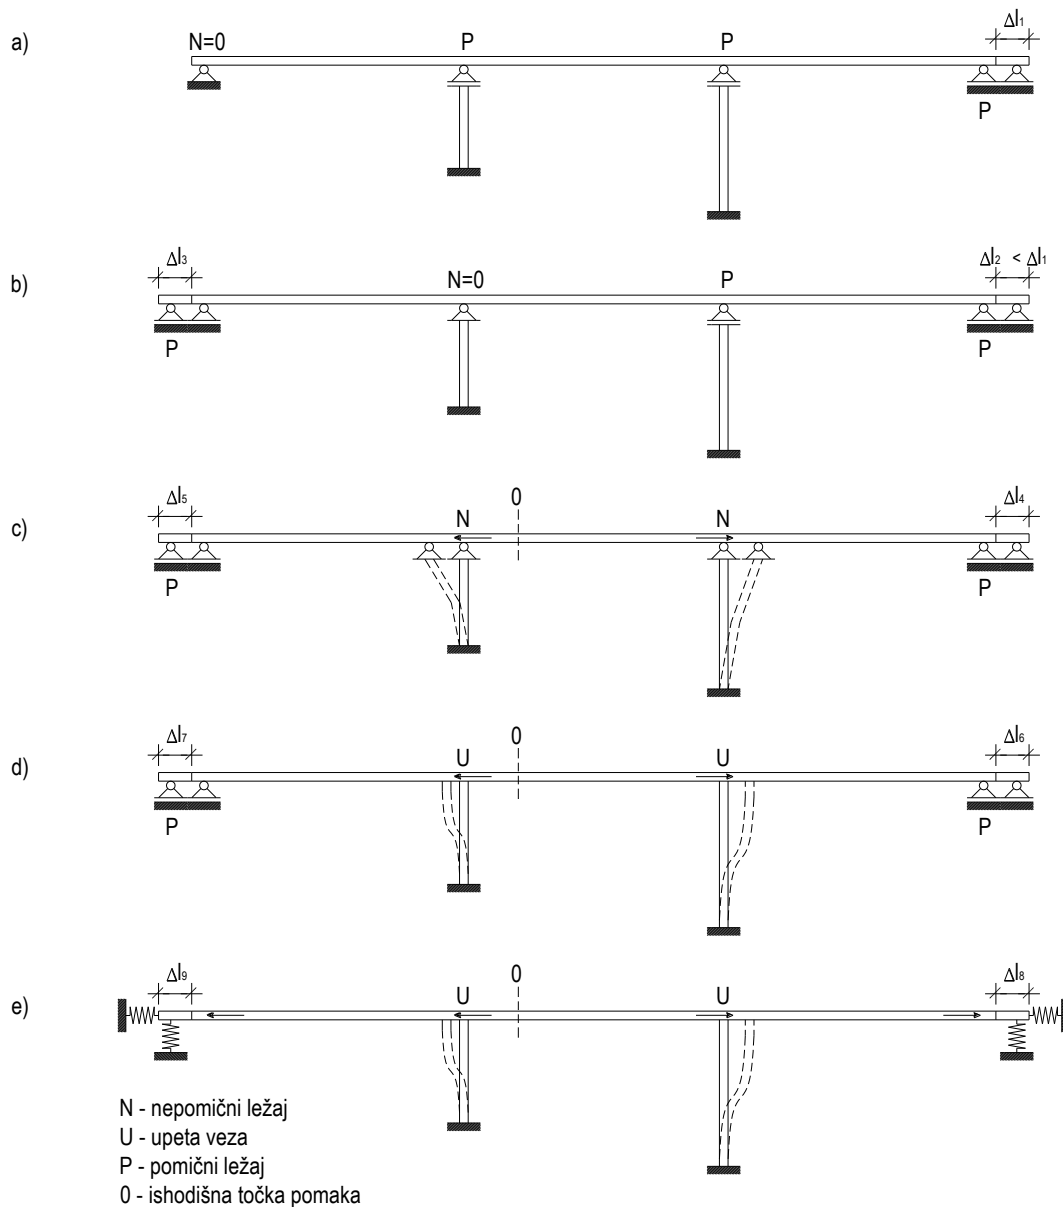 a) N=0 P P Δl₁
P
b) Δl₃ N=0 P Δl₂ < Δl₁
P P
c) Δl₅ N 0 N Δl₄
P P
d) Δl₇ U 0 U Δl₆
P P
e) Δl₉ U 0 U Δl₈
N - nepomični ležaj
U - upeta veza
P - pomični ležaj
0 - ishodišna točka pomaka